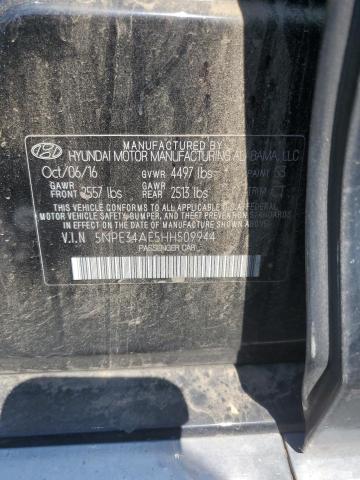 MANUFACTURED BY
HYUNDAI MOTOR MANUFACTURING ALABAMA, LLC
Oct/06/16 GVWR 4497 lbs PAINT
GAWR FRONT 2557 lbs GAWR REAR 2513 lbs TRIM
THIS VEHICLE CONFORMS TO ALL APPLICABLE U.S. FEDERAL
VEHICLE SAFETY, BUMPER, AND THEFT PREVENTION STANDARDS
IN EFFECT ON THE DATE OF MANUFACTURE SHOWN
ABOVE.
V.I.N 5NPE34AF5HH509944
PASSENGER CAR